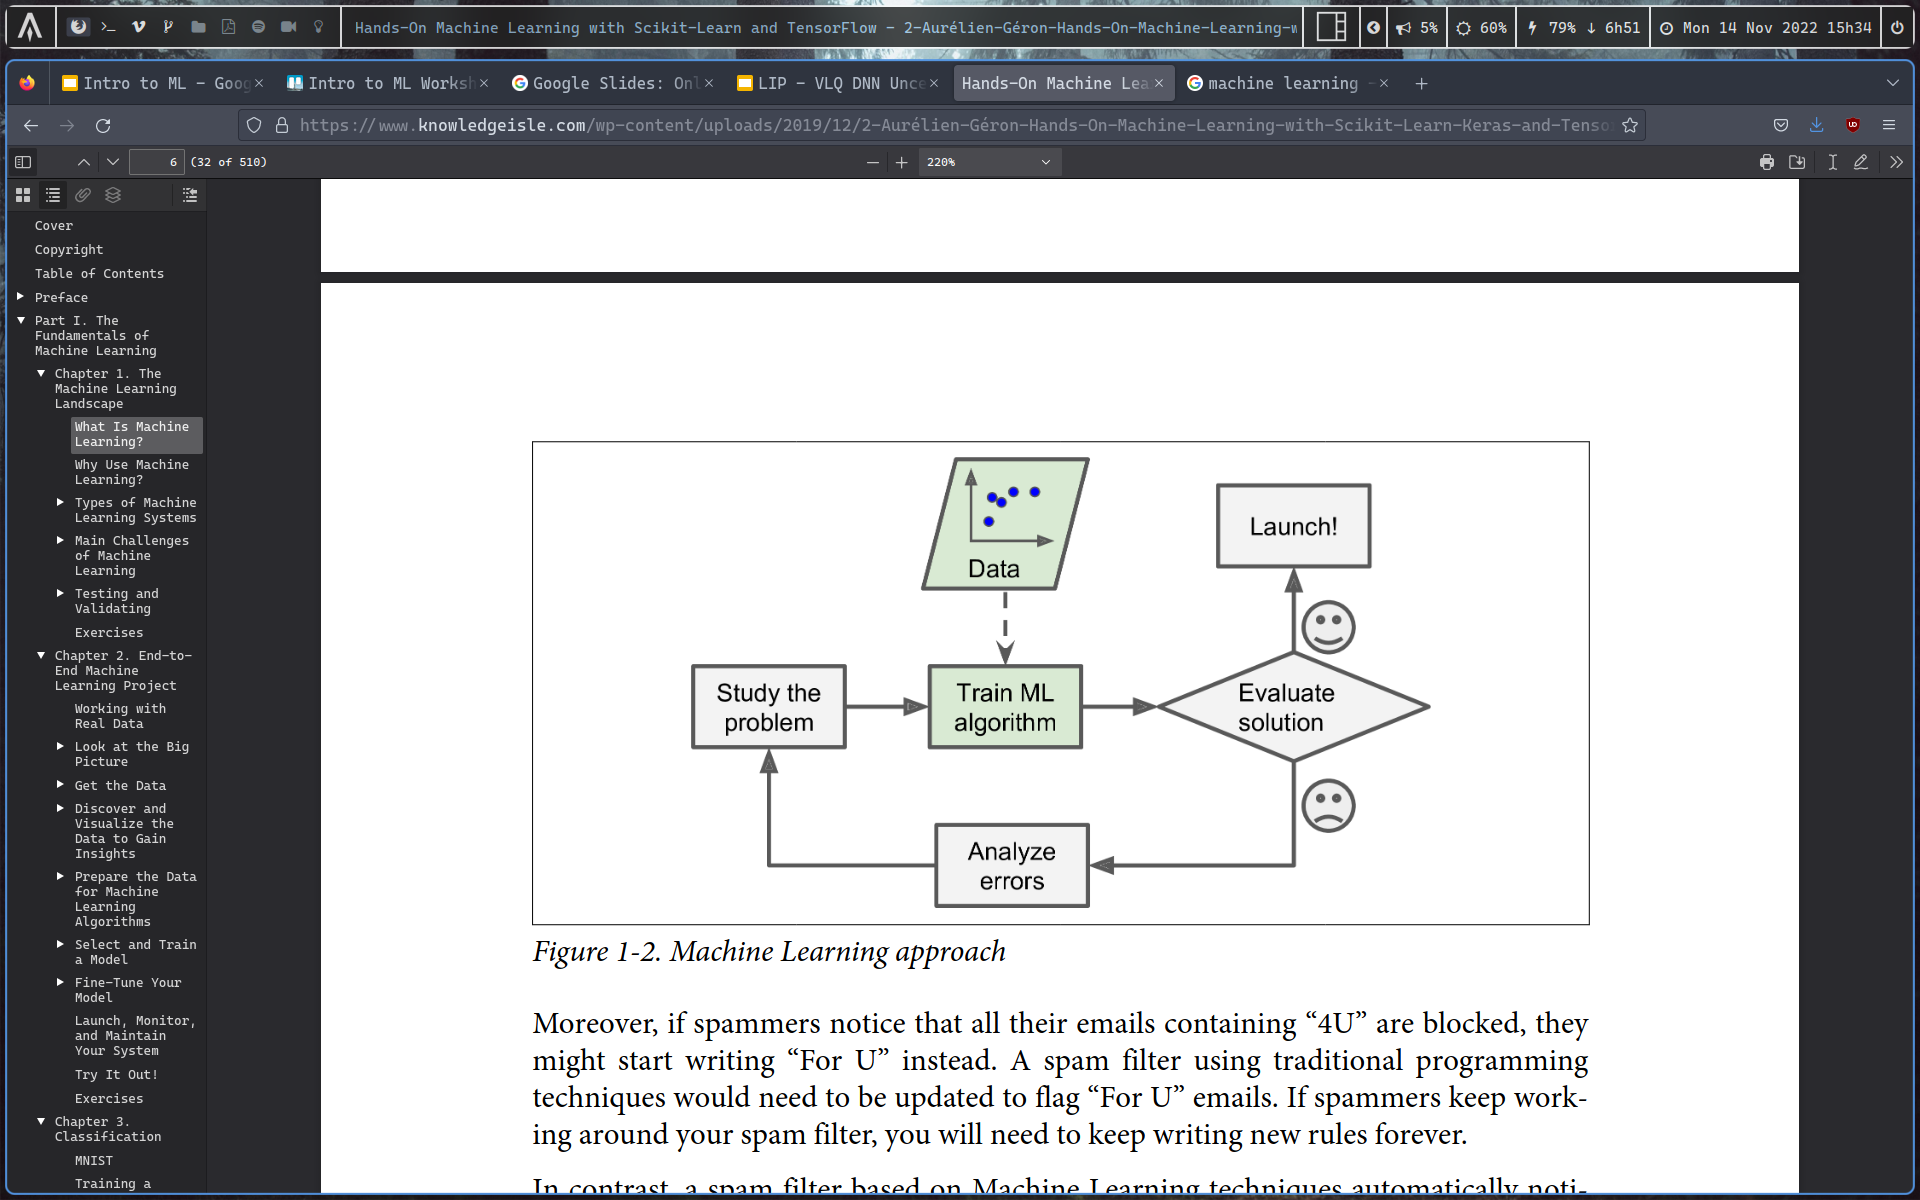 Hands-On Machine Learning with Scikit-Learn and TensorFlow - 2-Aurélien-Géron-Hands-On-Machine-Learning-w
5%
60%
79% ↓ 6h51
Mon 14 Nov 2022 15h34
Intro to ML - Goog
Intro to ML Worksh
Google Slides: Onl
LIP - VLQ DNN Unce
Hands-On Machine Lea
machine learning -
https://www.knowledgeisle.com/wp-content/uploads/2019/12/2-Aurélien-Géron-Hands-On-Machine-Learning-with-Scikit-Learn-Keras-and-Tenso
6 (32 of 510)
220%
Cover
Copyright
Table of Contents
Preface
Part I. The
Fundamentals of
Machine Learning
Chapter 1. The
Machine Learning
Landscape
What Is Machine
Learning?
Why Use Machine
Learning?
Types of Machine
Learning Systems
Main Challenges
of Machine
Learning
Testing and
Validating
Exercises
Chapter 2. End-to-
End Machine
Learning Project
Working with
Real Data
Look at the Big
Picture
Get the Data
Discover and
Visualize the
Data to Gain
Insights
Prepare the Data
for Machine
Learning
Algorithms
Select and Train
a Model
Fine-Tune Your
Model
Launch, Monitor,
and Maintain
Your System
Try It Out!
Exercises
Chapter 3.
Classification
MNIST
Training a
Data
Launch!
Study the
problem
Train ML
algorithm
Evaluate
solution
Analyze
errors
Figure 1-2. Machine Learning approach
Moreover, if spammers notice that all their emails containing “4U” are blocked, they
might start writing “For U” instead. A spam filter using traditional programming
techniques would need to be updated to flag “For U” emails. If spammers keep work-
ing around your spam filter, you will need to keep writing new rules forever.
In contrast, a spam filter based on Machine Learning techniques automatically noti-